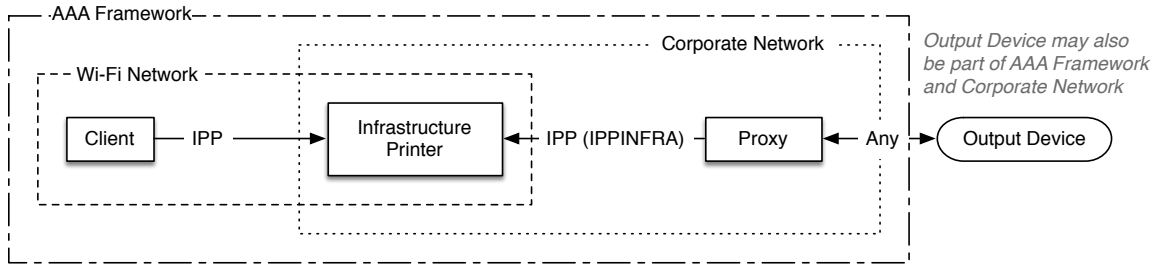 AAA Framework
Corporate Network
Output Device may also
be part of AAA Framework
and Corporate Network
Wi-Fi Network
Client
IPP
Infrastructure
Printer
IPP (IPPINFRA)
Proxy
Any
Output Device